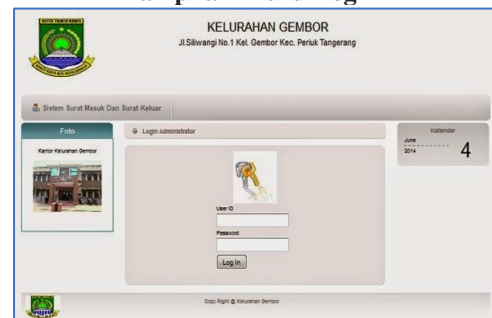 KELURAHAN GEMBOR
Jl.Siliwangi No.1 Kel. Gembor Kec. Periuk Tangerang
Sistem Surat Masuk Dan Surat Keluar
Foto
Kantor Kelurahan Gembor
Login Administrator
User ID
Password
Log In
Kallender
June
2014
4
Copy Right @ Kelurahan Gembor